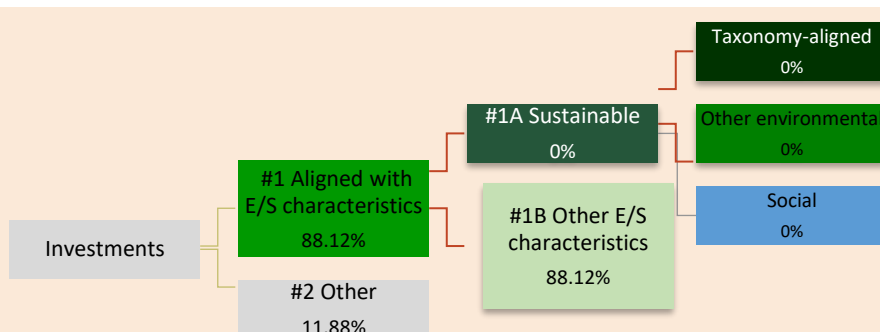 Taxonomy-aligned
0%
#1A Sustainable
0%
Other environmental
0%
#1 Aligned with
E/S characteristics
88.12%
#1B Other E/S
characteristics
88.12%
Social
0%
Investments
#2 Other
11.88%